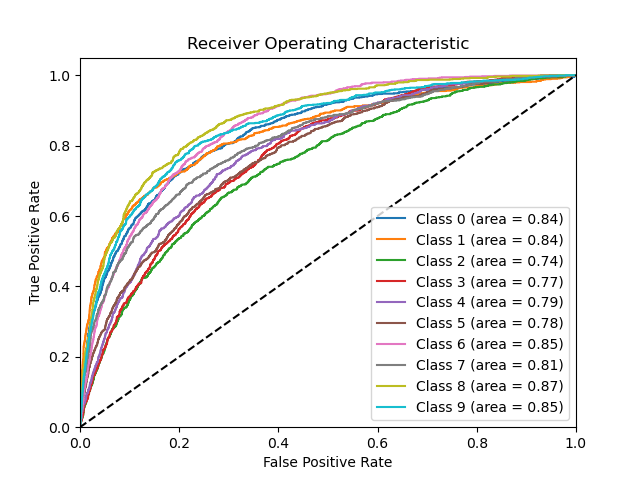 Receiver Operating Characteristic
True Positive Rate
1.0
0.8
0.6
0.4
0.2
0.0
Class 0 (area = 0.84)
Class 1 (area = 0.84)
Class 2 (area = 0.74)
Class 3 (area = 0.77)
Class 4 (area = 0.79)
Class 5 (area = 0.78)
Class 6 (area = 0.85)
Class 7 (area = 0.81)
Class 8 (area = 0.87)
Class 9 (area = 0.85)
0.0 0.2 0.4 0.6 0.8 1.0
False Positive Rate